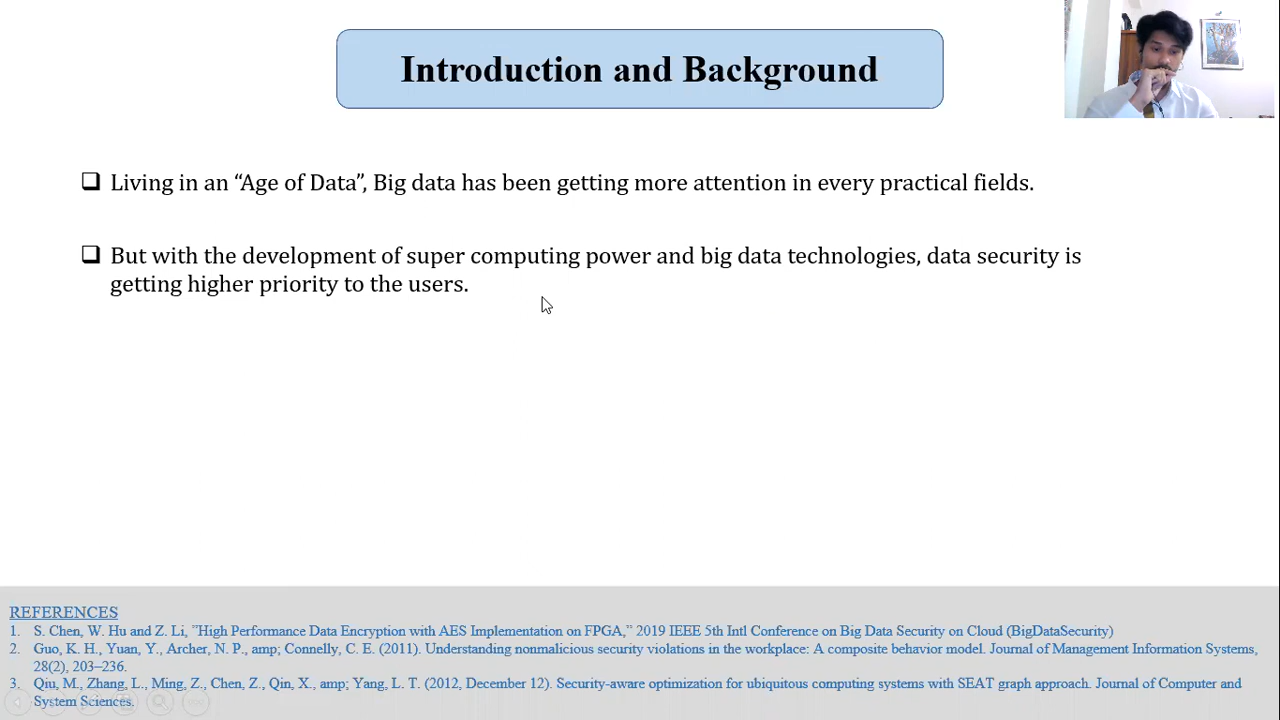 Introduction and Background
Living in an “Age of Data”, Big data has been getting more attention in every practical fields.
But with the development of super computing power and big data technologies, data security is
getting higher priority to the users.
REFERENCES
1. S. Chen, W. Hu and Z. Li, ”High Performance Data Encryption with AES Implementation on FPGA,” 2019 IEEE 5th Intl Conference on Big Data Security on Cloud (BigDataSecurity)
2. Guo, K. H., Yuan, Y., Archer, N. P., amp; Connelly, C. E. (2011). Understanding nonmalicious security violations in the workplace: A composite behavior model. Journal of Management Information Systems,
28(2), 203–236.
3. Qiu, M., Zhang, L., Ming, Z., Chen, Z., Qin, X., amp; Yang, L. T. (2012, December 12). Security-aware optimization for ubiquitous computing systems with SEAT graph approach. Journal of Computer and
System Sciences.